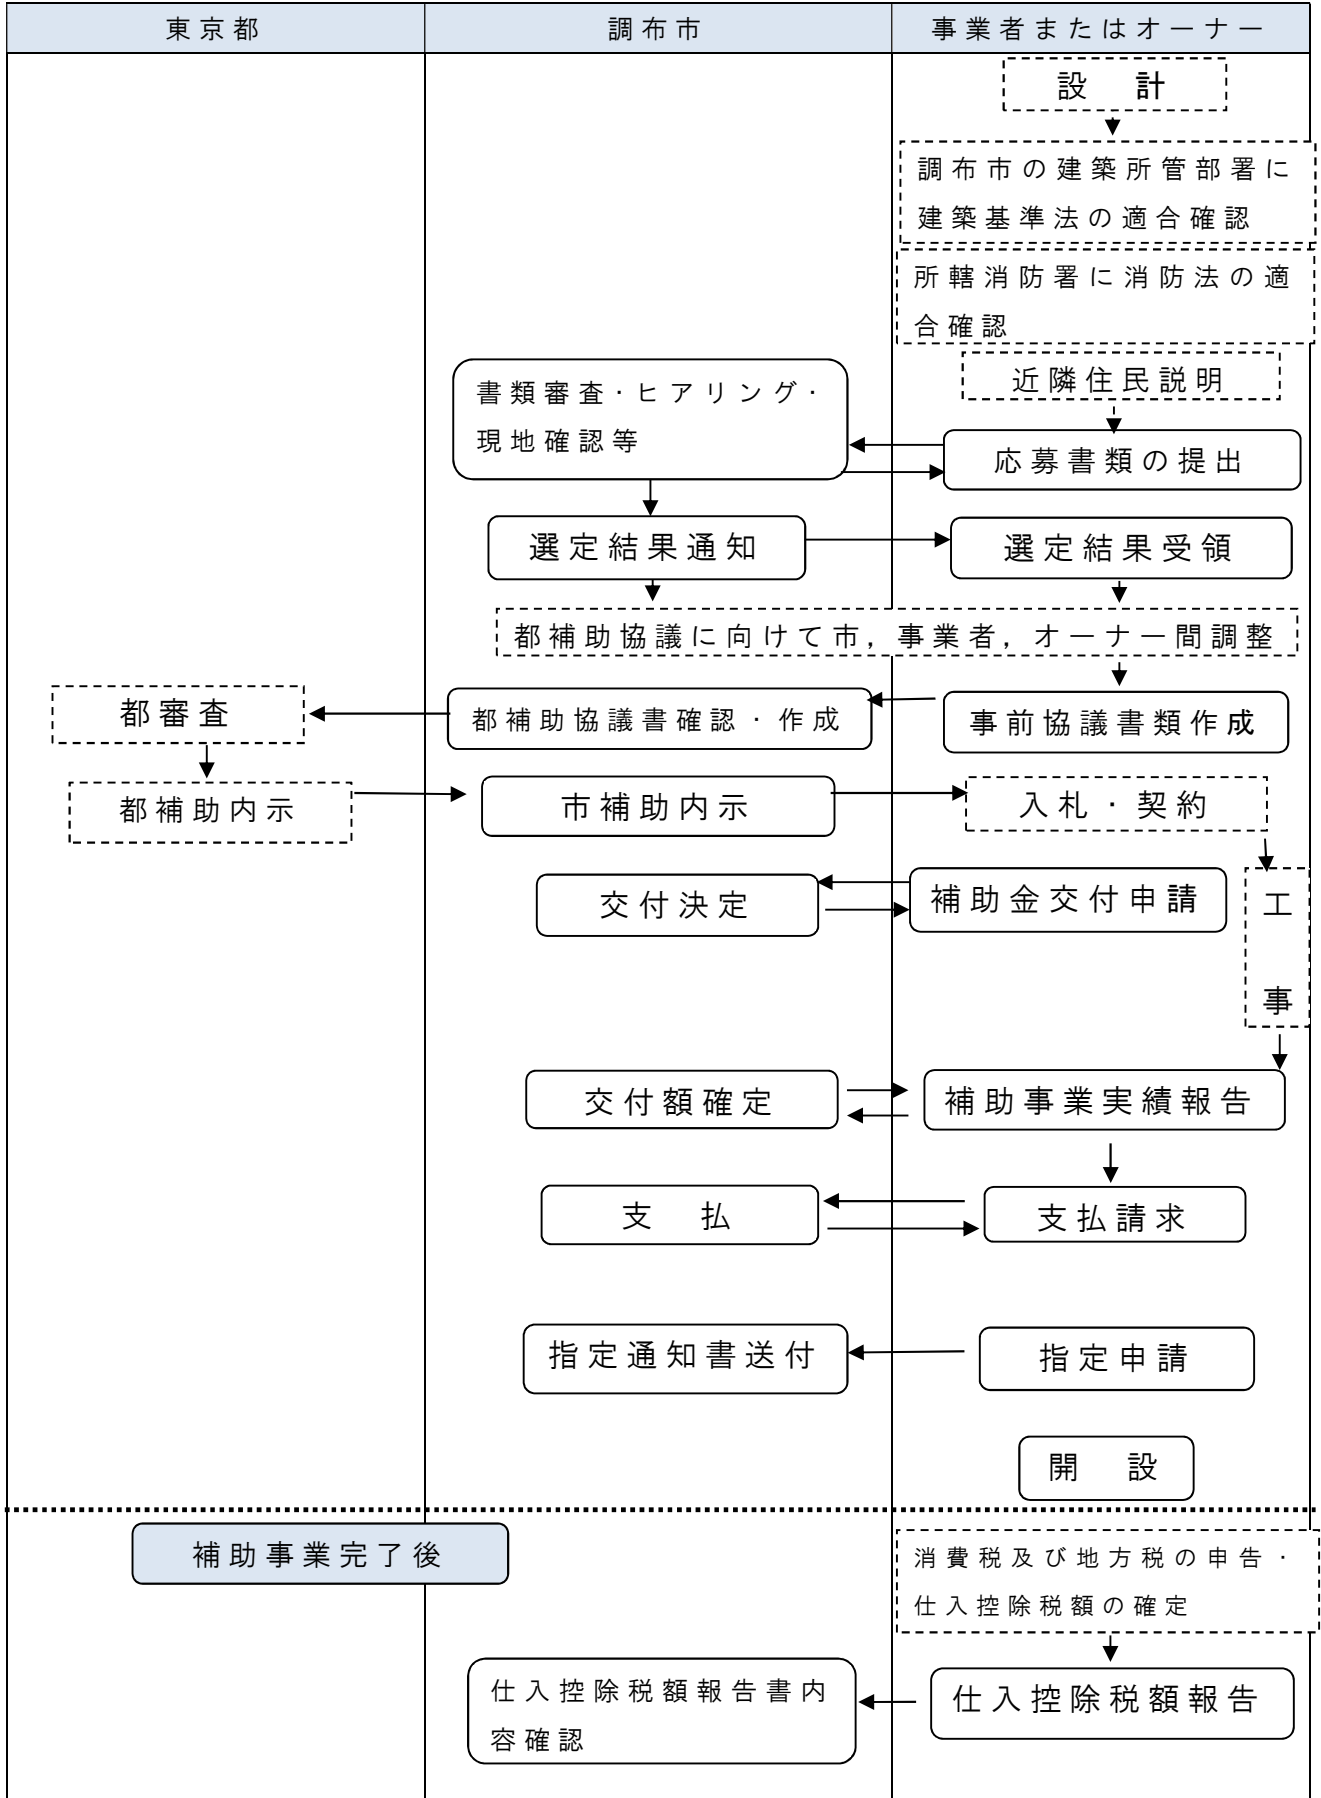 東京都
調布市
事業者またはオーナー
設　計
調布市の建築所管部署に
建築基準法の適合確認
所轄消防署に消防法の適
合確認
近隣住民説明
書類審査・ヒアリング・
現地確認等
応募書類の提出
選定結果通知
選定結果受領
都補助協議に向けて市，事業者，オーナー間調整
都審査
都補助協議書確認・作成
事前協議書類作成
都補助内示
市補助内示
入札・契約
交付決定
補助金交付申請
工
事
交付額確定
補助事業実績報告
支　払
支払請求
指定通知書送付
指定申請
開　設
補助事業完了後
消費税及び地方税の申告・
仕入控除税額の確定
仕入控除税額報告書内
容確認
仕入控除税額報告